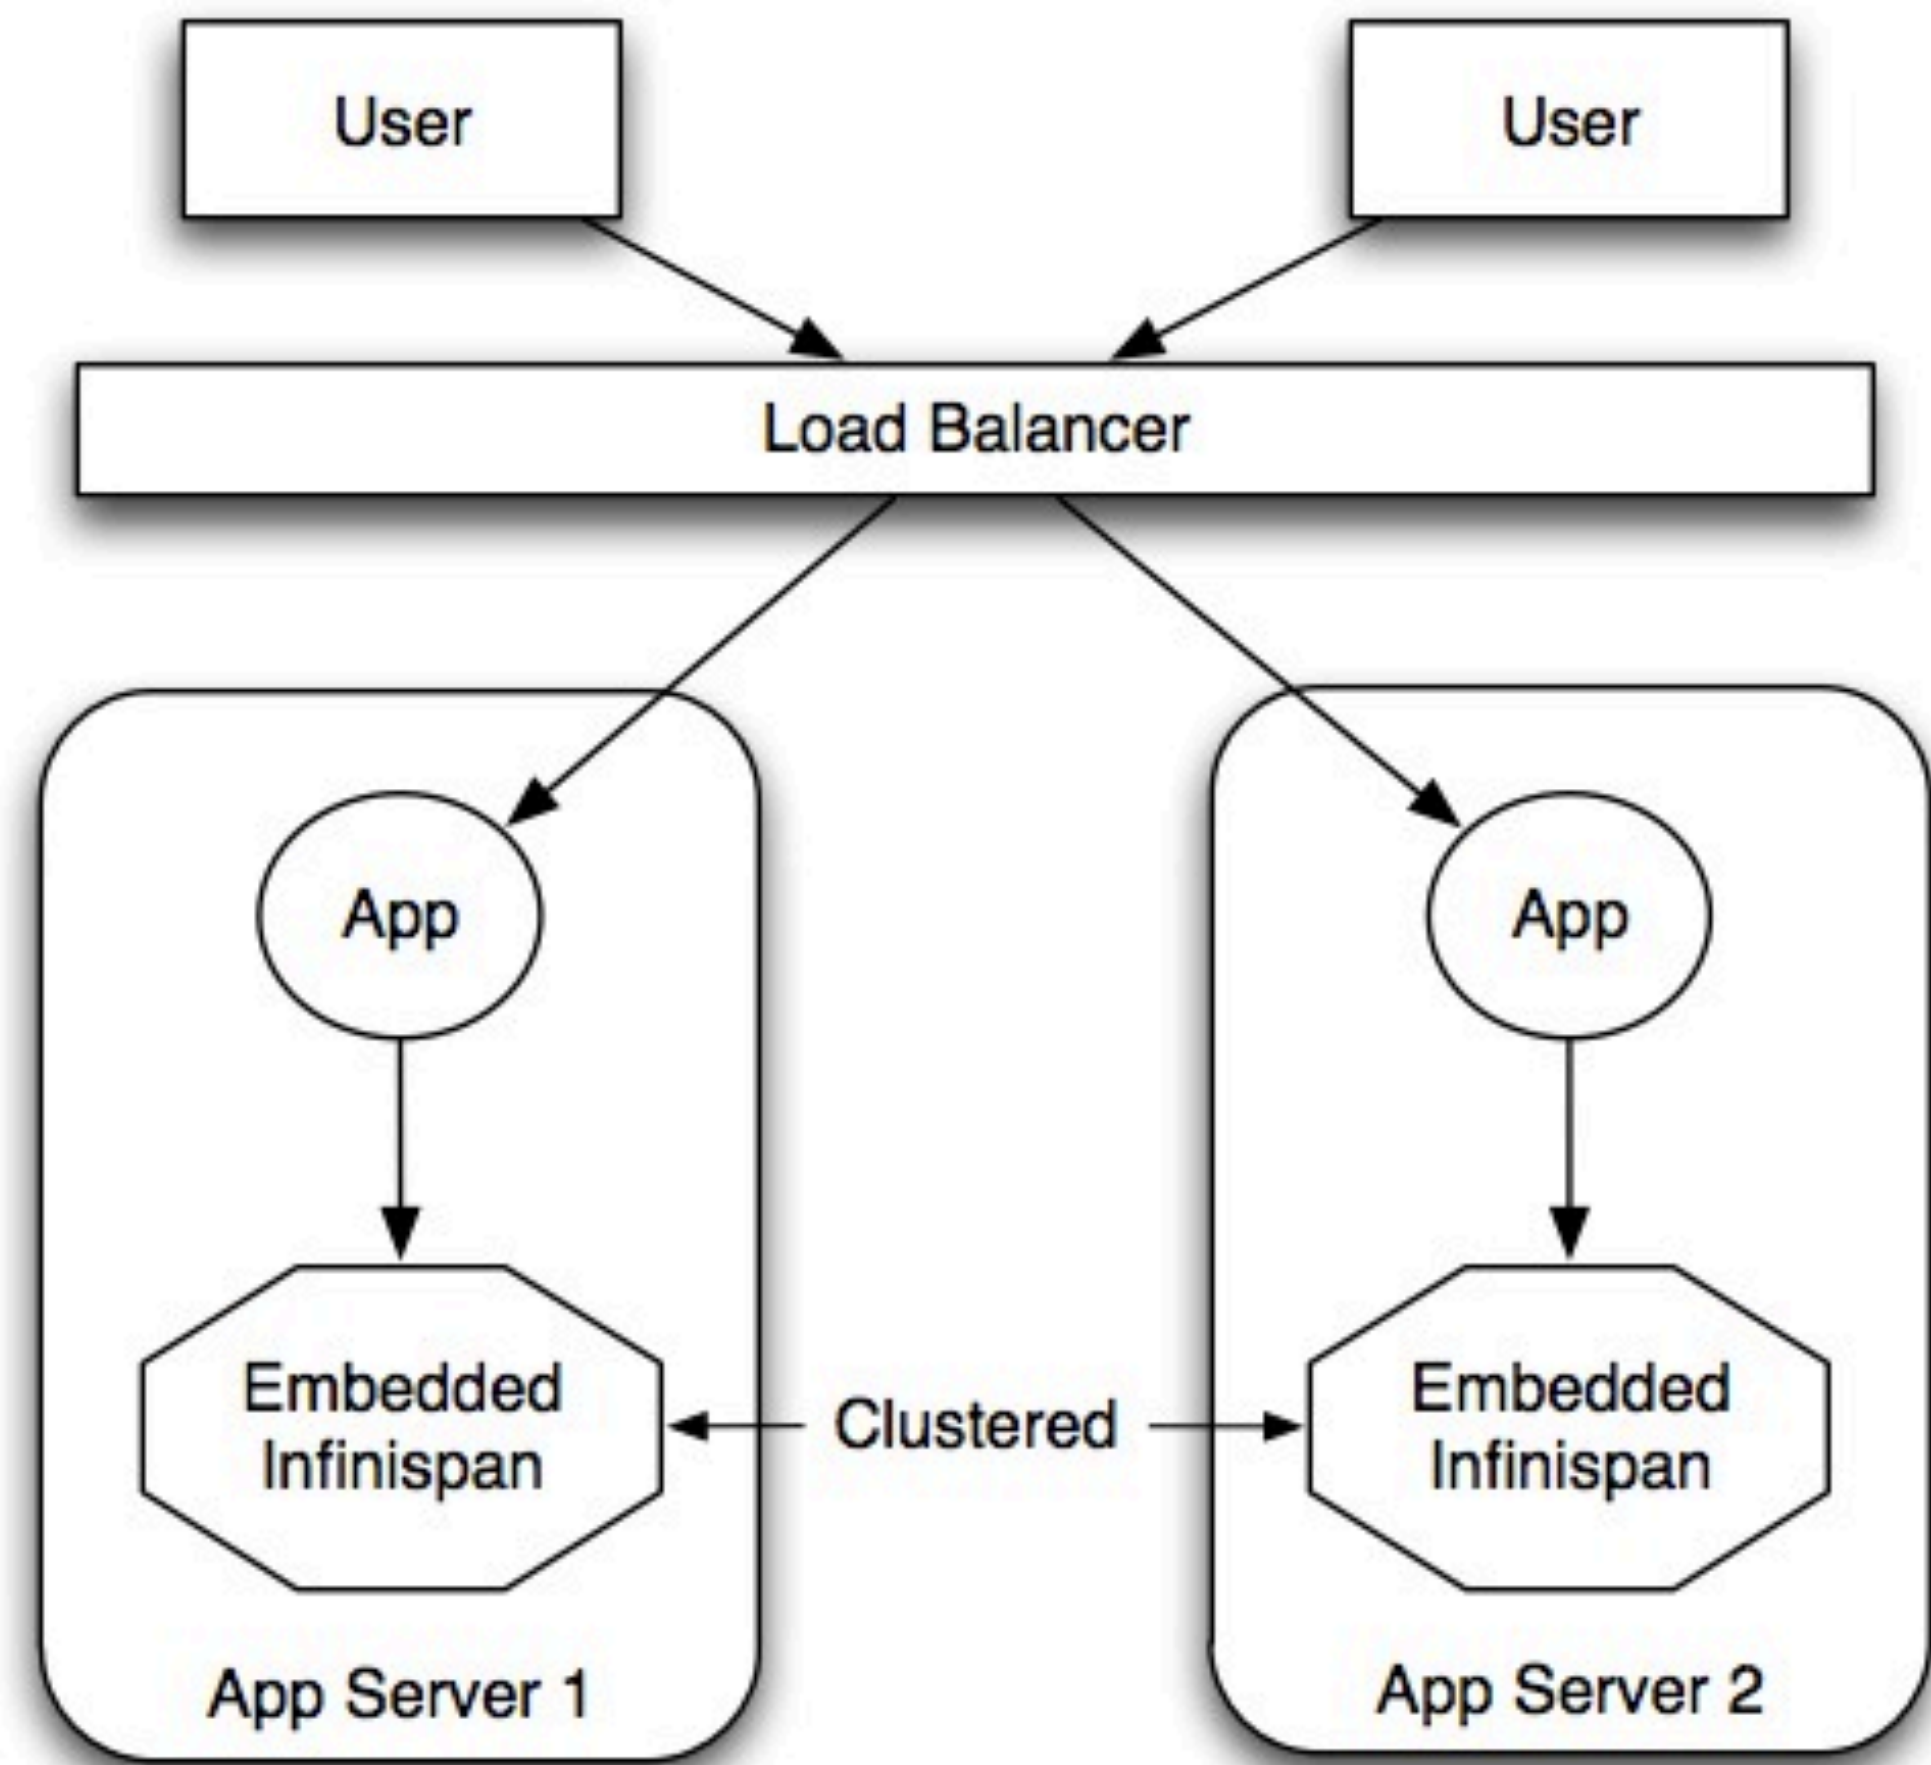 User
User
Load Balancer
App
App
Embedded
Infinispan
Clustered
Embedded
Infinispan
App Server 1
App Server 2